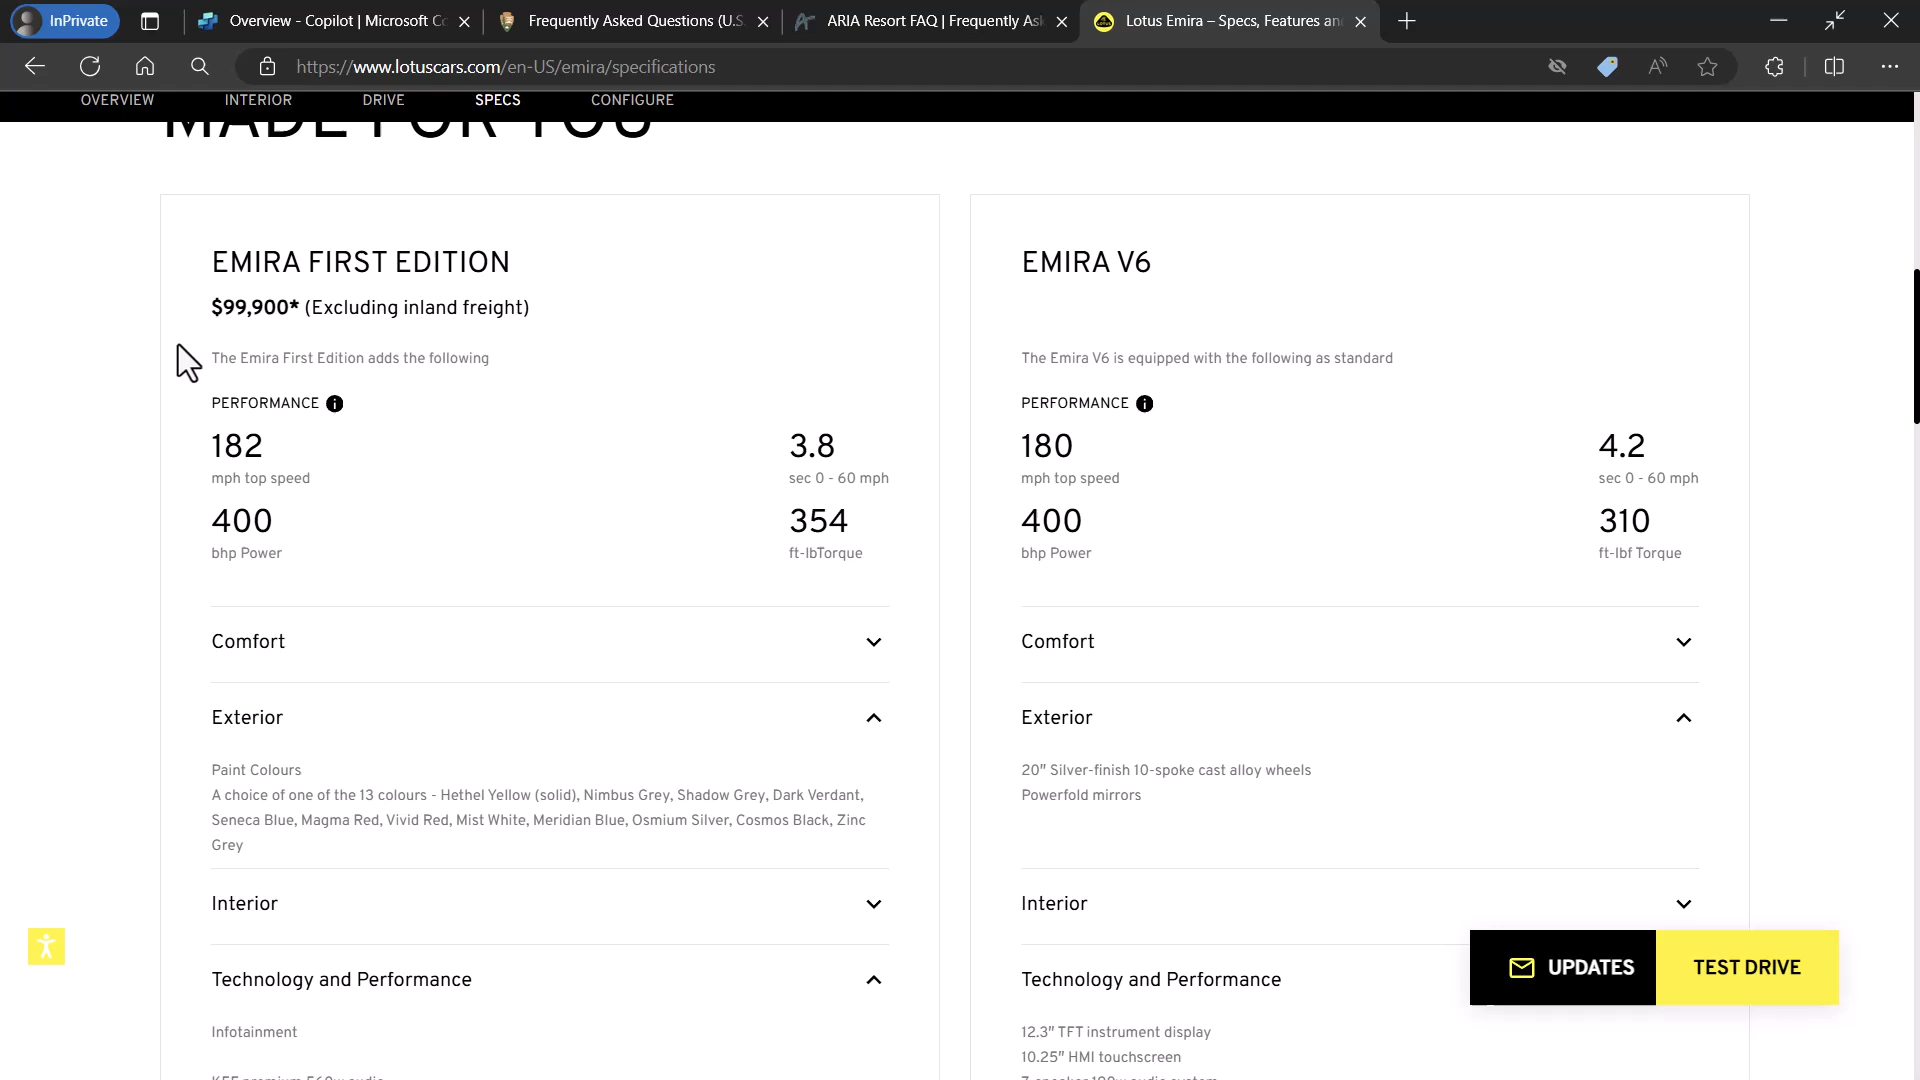 InPrivate
Overview - Copilot | Microsoft Co
Frequently Asked Questions (U.S.
ARIA Resort FAQ | Frequently Ask
Lotus Emira – Specs, Features an
https://www.lotuscars.com/en-US/emira/specifications
OVERVIEW
INTERIOR
DRIVE
SPECS
CONFIGURE
MADE FOR YOU
EMIRA FIRST EDITION
$99,900* (Excluding inland freight)
The Emira First Edition adds the following
PERFORMANCE
182
mph top speed
3.8
sec 0 - 60 mph
400
bhp Power
354
ft-lbTorque
Comfort
Exterior
Paint Colours
A choice of one of the 13 colours - Hethel Yellow (solid), Nimbus Grey, Shadow Grey, Dark Verdant,
Seneca Blue, Magma Red, Vivid Red, Mist White, Meridian Blue, Osmium Silver, Cosmos Black, Zinc
Grey
Interior
Technology and Performance
Infotainment
KEF premium 560w audio
EMIRA V6
The Emira V6 is equipped with the following as standard
PERFORMANCE
180
mph top speed
4.2
sec 0 - 60 mph
400
bhp Power
310
ft-lbf Torque
Comfort
Exterior
20" Silver-finish 10-spoke cast alloy wheels
Powerfold mirrors
Interior
Technology and Performance
12.3" TFT instrument display
10.25" HMI touchscreen
UPDATES
TEST DRIVE